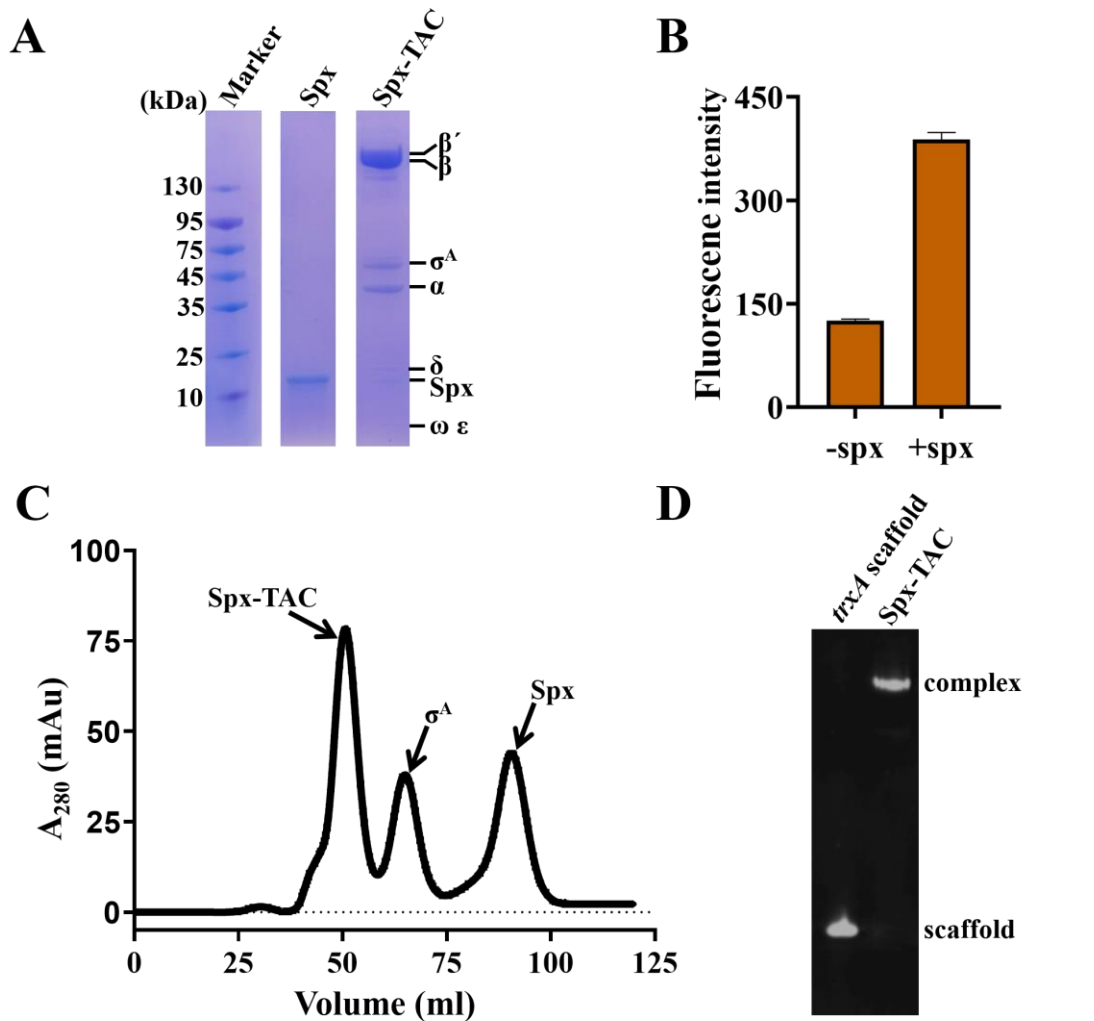 A
(kDa)
Marker
Spx
Spx-TAC
130
95
75
45
35
25
10
β´
β
σᴬ
α
δ
Spx
ω ε
B
Fluorescene intensity
450
300
150
0
-spx
+spx
C
A₂₈₀ (mAu)
100
75
50
25
0
Spx-TAC
σᴬ
Spx
0 25 50 75 100 125
Volume (ml)
D
trxA scaffold
Spx-TAC
complex
scaffold